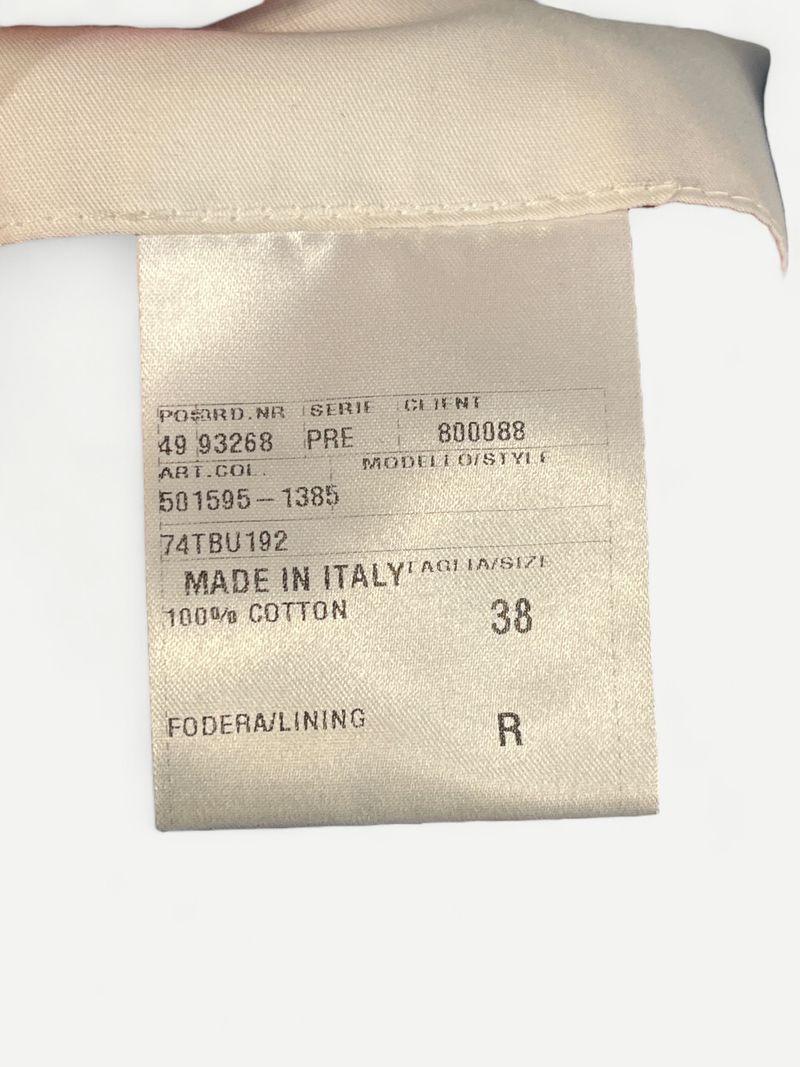 POS ORD.NR SERIE CLIENT
49 93268 PRE 800088
ART.COL. MODELLO/STYLE
501595-1385
74TBU192
MADE IN ITALY TAGLIA/SIZE
100% COTTON 38
FODERA/LINING R